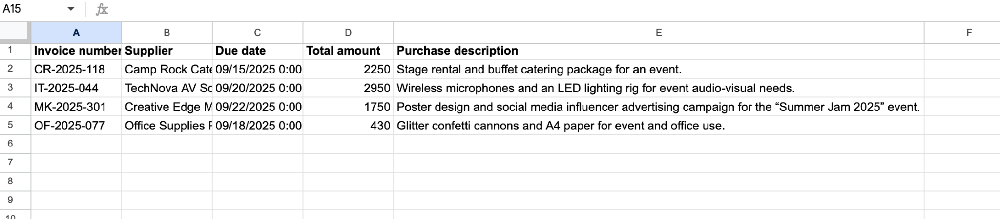 A15 fx
A B C D E F
1 Invoice number Supplier Due date Total amount Purchase description
2 CR-2025-118 Camp Rock Cate 09/15/2025 0:00 2250 Stage rental and buffet catering package for an event.
3 IT-2025-044 TechNova AV So 09/20/2025 0:00 2950 Wireless microphones and an LED lighting rig for event audio-visual needs.
4 MK-2025-301 Creative Edge M 09/22/2025 0:00 1750 Poster design and social media influencer advertising campaign for the “Summer Jam 2025” event.
5 OF-2025-077 Office Supplies 09/18/2025 0:00 430 Glitter confetti cannons and A4 paper for event and office use.
6
7
8
9
10